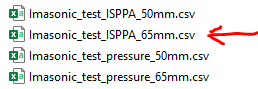 Imasonic_test_ISPPA_50mm.csv
Imasonic_test_ISPPA_65mm.csv
Imasonic_test_pressure_50mm.csv
Imasonic_test_pressure_65mm.csv